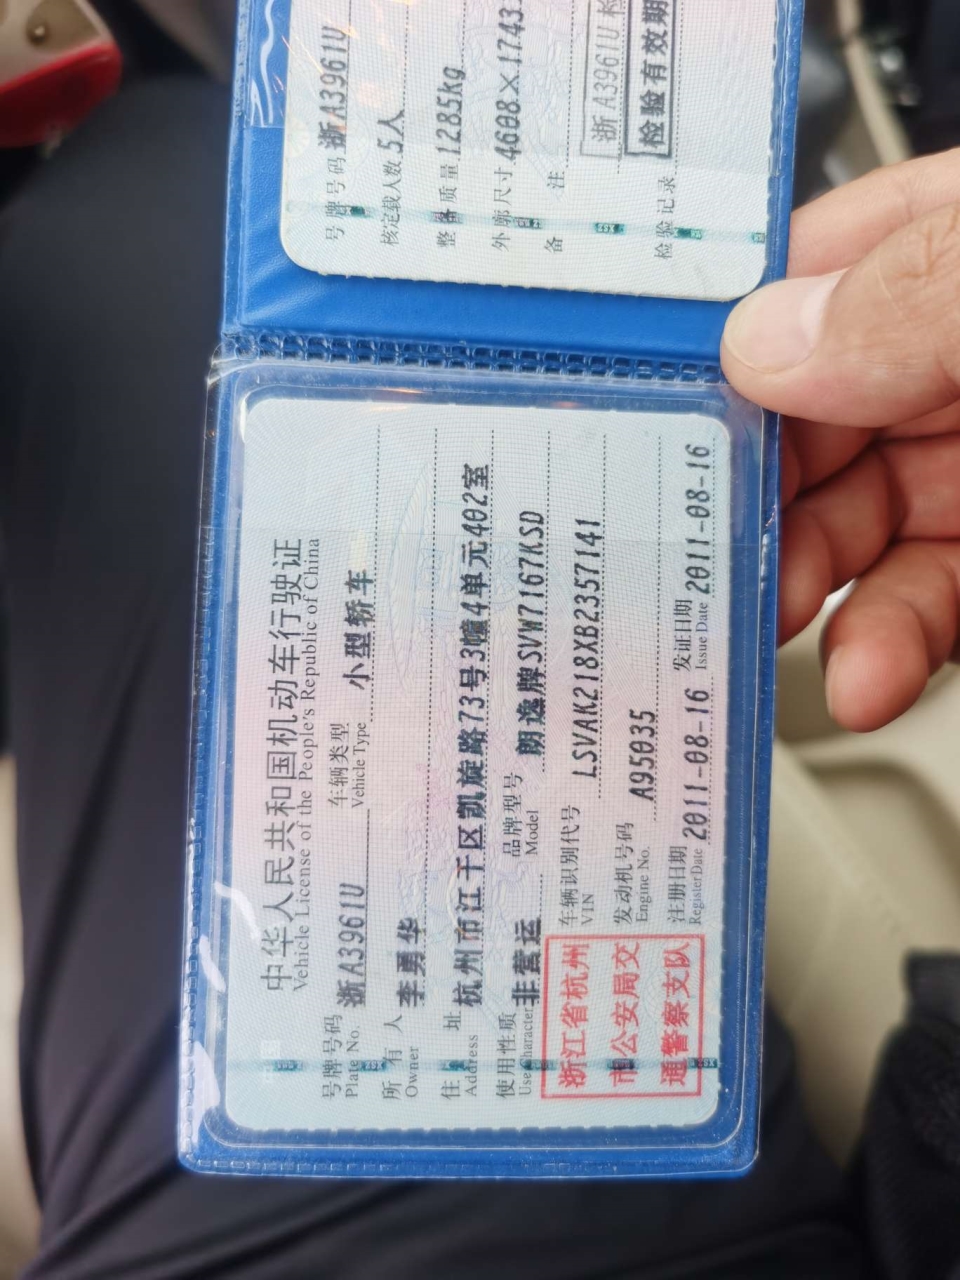 中华人民共和国机动车行驶证
Vehicle License of the People's Republic of China
号牌号码 浙A3961U 车辆类型 小型轿车
Plate No. Vehicle Type
所有人 李勇华
Owner
住址 杭州市江干区凯旋路73号3幢4单元402室
Address
使用性质 非营运 品牌型号 朗逸牌SVW7167KSD
Use Character Model
浙江省杭州
市公安局交
通警察支队
车辆识别代号 LSVAK218XB2357141
VIN
发动机号码 A95035
Engine No.
注册日期 2011-08-16 发证日期 2011-08-16
Register Date Issue Date
号牌号码 浙A3961U
核定载人数 5人
整备质量 1285kg
外廓尺寸 4608×1743
备注
浙A3961U 检
检验记录 检验有效期